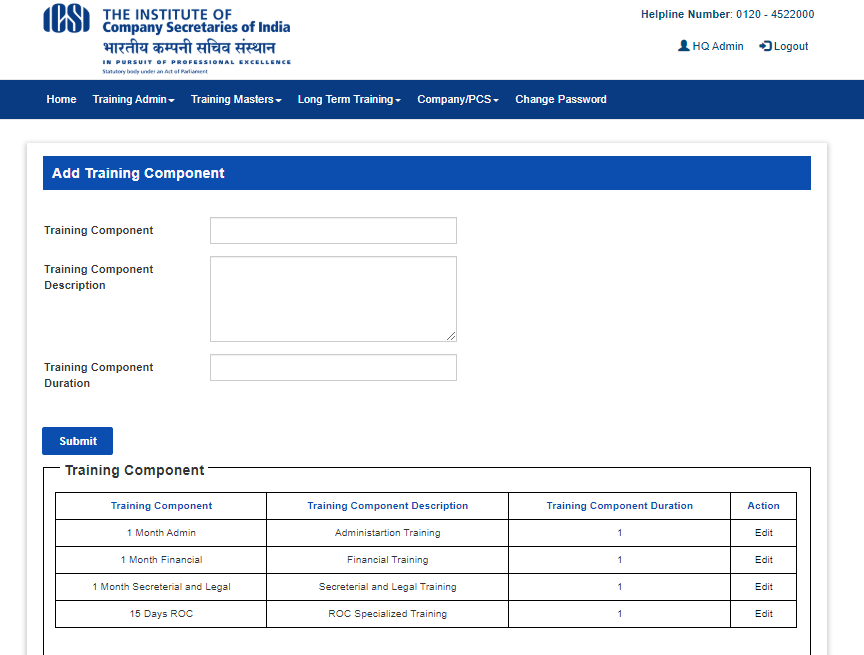 ICSI
THE INSTITUTE OF
Company Secretaries of India
भारतीय कम्पनी सचिव संस्थान
IN PURSUIT OF PROFESSIONAL EXCELLENCE
Statutory body under an Act of Parliament
Helpline Number: 0120 - 4522000
HQ Admin Logout
Home Training Admin Training Masters Long Term Training Company/PCS Change Password
Add Training Component
Training Component
Training Component
Description
Training Component
Duration
Submit
Training Component
Training Component Training Component Description Training Component Duration Action
1 Month Admin Administartion Training 1 Edit
1 Month Financial Financial Training 1 Edit
1 Month Secreterial and Legal Secreterial and Legal Training 1 Edit
15 Days ROC ROC Specialized Training 1 Edit